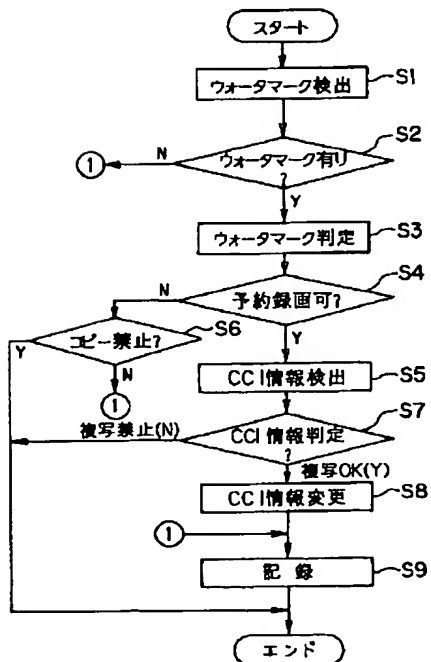 スタート
ウォータマーク検出
S1
S2
ウォータマーク有り
?
N
①
Y
ウォータマーク判定
S3
S4
予約録画可?
N
Y
コピー禁止?
S6
Y
N
①
CCI情報検出
S5
S7
CCI情報判定
?
複写禁止(N)
複写OK(Y)
CCI情報変更
S8
①
記録
S9
エンド